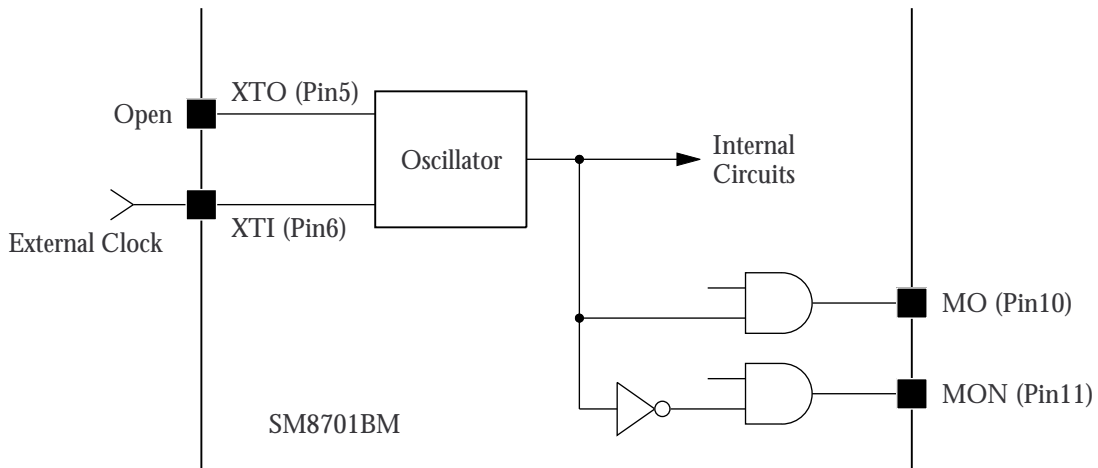 XTO (Pin5)
Open
Oscillator
Internal
Circuits
XTI (Pin6)
External Clock
MO (Pin10)
MON (Pin11)
SM8701BM